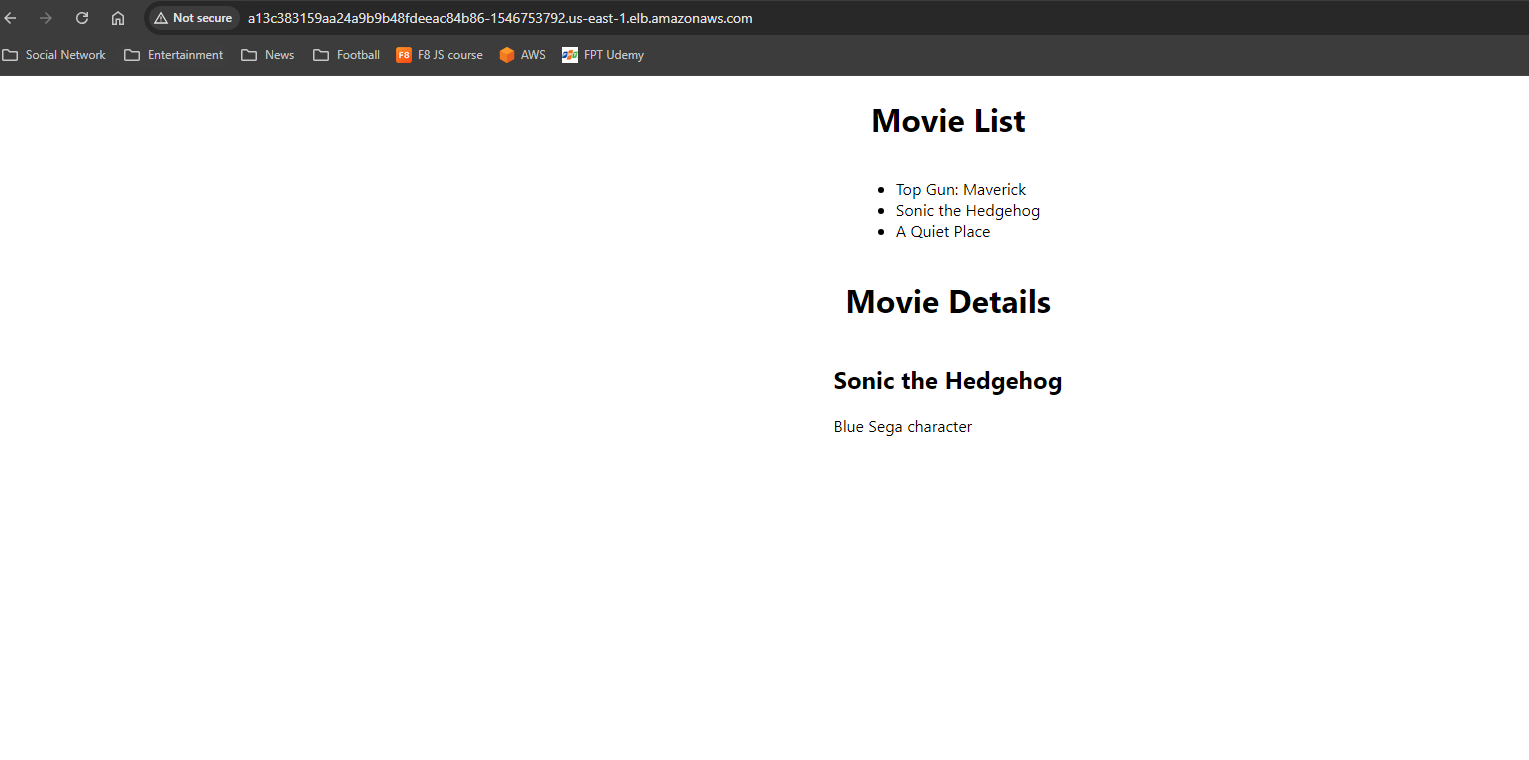 Not secure a13c383159aa24a9b9b48fdeeac84b86-1546753792.us-east-1.elb.amazonaws.com
Social Network Entertainment News Football F8 F8 JS course AWS FPT Udemy
Movie List
Top Gun: Maverick
Sonic the Hedgehog
A Quiet Place
Movie Details
Sonic the Hedgehog
Blue Sega character